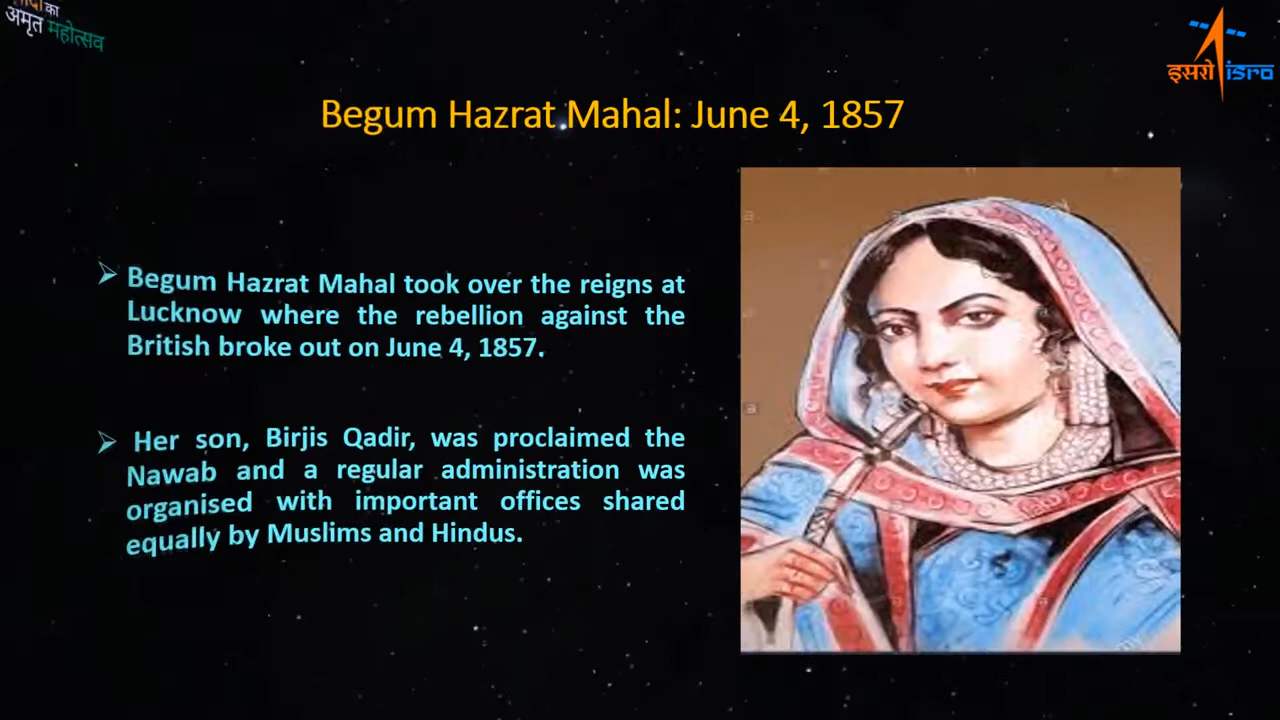 का
अमृत महोत्सव
इसरो isro
Begum Hazrat Mahal: June 4, 1857
➢ Begum Hazrat Mahal took over the reigns at
Lucknow where the rebellion against the
British broke out on June 4, 1857.
➢ Her son, Birjis Qadir, was proclaimed the
Nawab and a regular administration was
organised with important offices shared
equally by Muslims and Hindus.